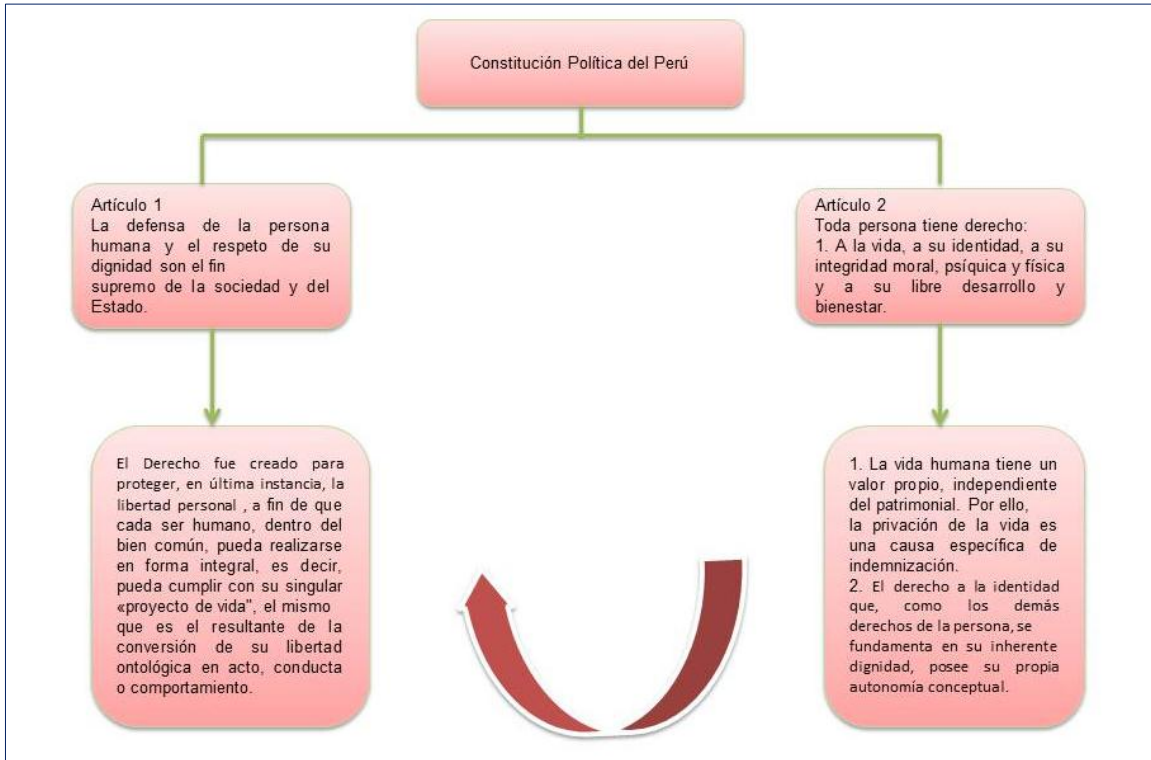 Constitución Política del Perú
Artículo 1
La defensa de la persona
humana y el respeto de su
dignidad son el fin
supremo de la sociedad y del
Estado.
Artículo 2
Toda persona tiene derecho:
1. A la vida, a su identidad, a su
integridad moral, psíquica y física
y a su libre desarrollo y
bienestar.
El Derecho fue creado para
proteger, en última instancia, la
libertad personal , a fin de que
cada ser humano, dentro del
bien común, pueda realizarse
en forma integral, es decir,
pueda cumplir con su singular
«proyecto de vida", el mismo
que es el resultante de la
conversión de su libertad
ontológica en acto, conducta
o comportamiento.
1. La vida humana tiene un
valor propio, independiente
del patrimonial. Por ello,
la privación de la vida es
una causa específica de
indemnización.
2. El derecho a la identidad
que, como los demás
derechos de la persona, se
fundamenta en su inherente
dignidad, posee su propia
autonomía conceptual.